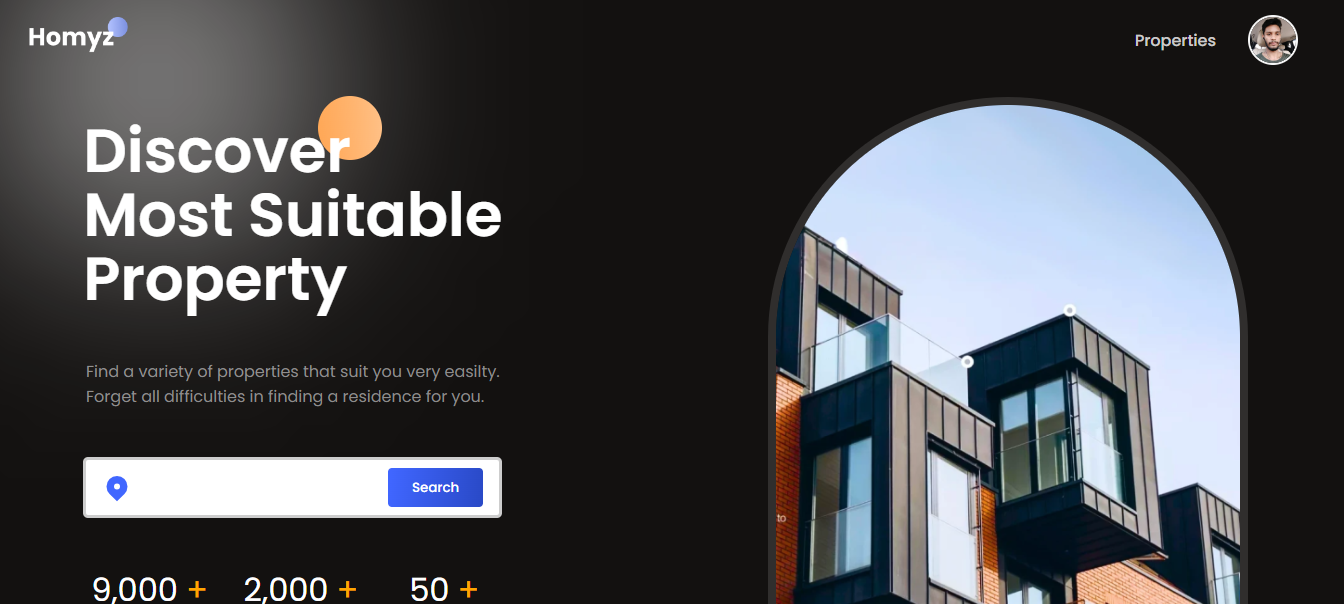 Homyz
Properties
Discover
Most Suitable
Property
Find a variety of properties that suit you very easilty.
Forget all difficulties in finding a residence for you.
Search
9,000 +
2,000 +
50 +
to